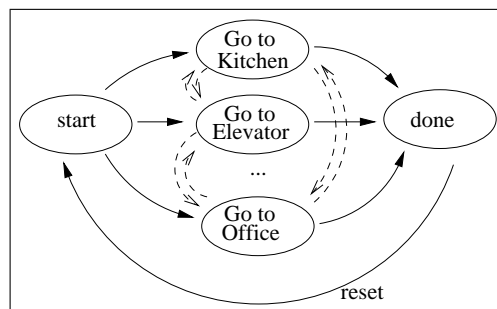 Go to
Kitchen
start
Go to
Elevator
done
...
Go to
Office
reset